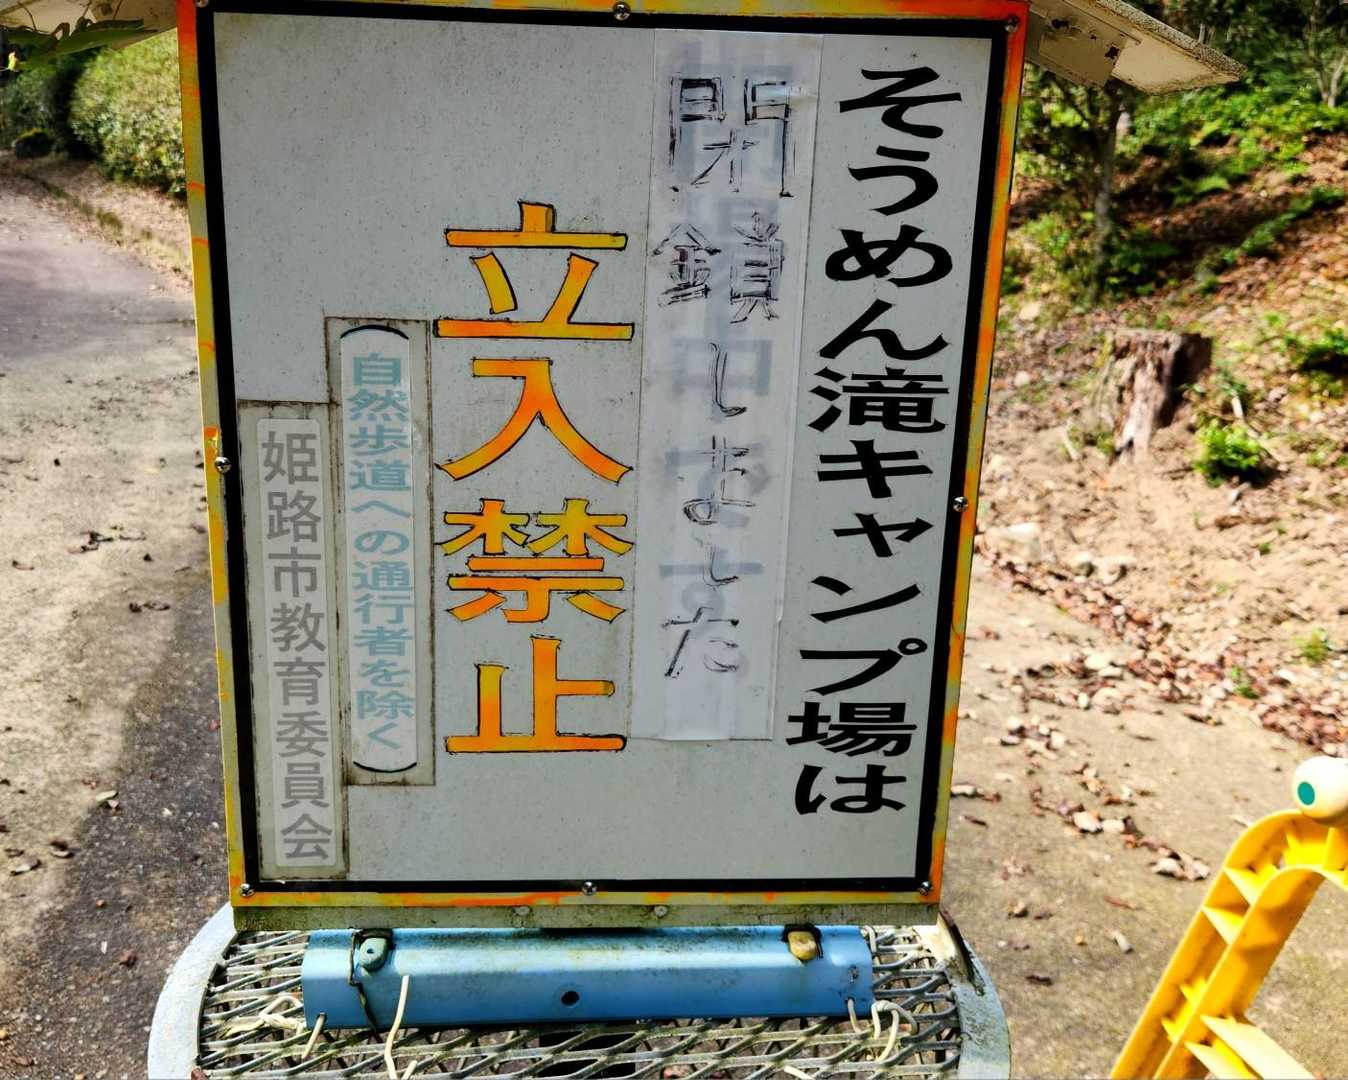 そうめん滝キャンプ場は
閉鎖しました
立入禁止
(自然歩道への通行者を除く)
姫路市教育委員会